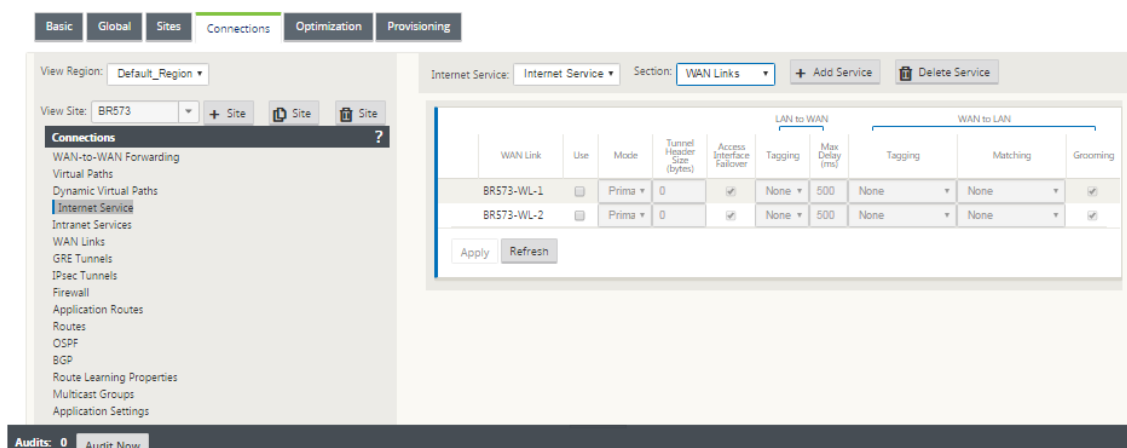 Basic Global Sites Connections Optimization Provisioning
View Region: Default_Region
Internet Service: Internet Service Section: WAN Links + Add Service Delete Service
View Site: BR573 + Site Site Site
Connections ?
WAN-to-WAN Forwarding
Virtual Paths
Dynamic Virtual Paths
Internet Service
Intranet Services
WAN Links
GRE Tunnels
IPsec Tunnels
Firewall
Application Routes
Routes
OSPF
BGP
Route Learning Properties
Multicast Groups
Application Settings
LAN to WAN WAN to LAN
WAN Link Use Mode Tunnel Header Size (bytes) Access Interface Failover Tagging Max Delay (ms) Tagging Matching Grooming
BR573-WL-1 Prima 0 None 500 None None
BR573-WL-2 Prima 0 None 500 None None
Apply Refresh
Audits: 0 Audit Now